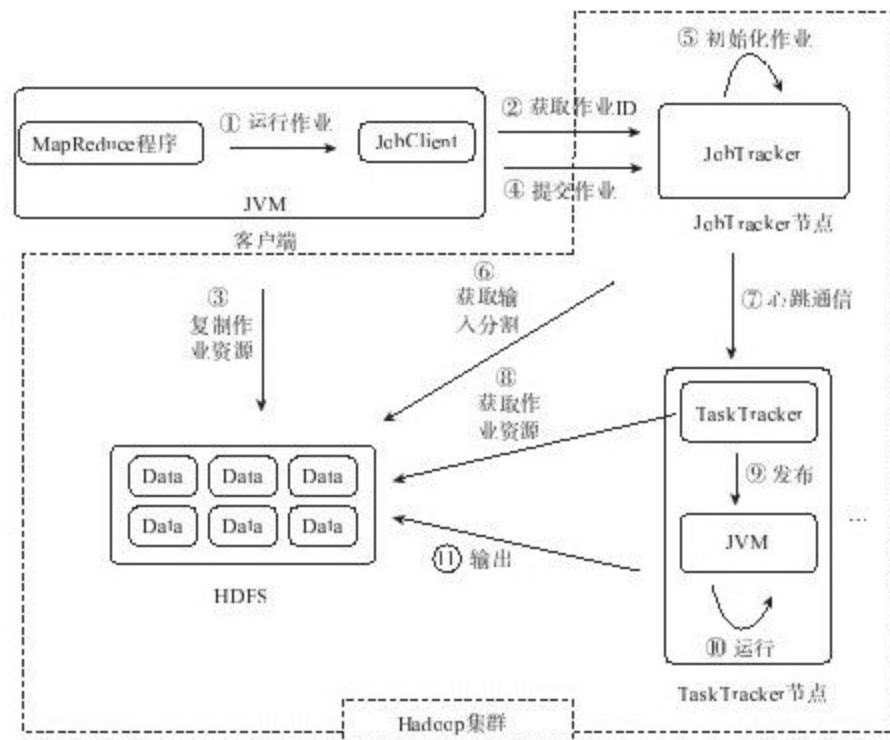 ⑤ 初始化作业
① 运行作业
② 获取作业ID
MapReduce程序
JobClient
JobTracker
④ 提交作业
JVM
JobTracker节点
客户端
③
复制作
业资源
⑥
获取输
入分割
⑦ 心跳通信
⑧
获取作
业资源
TaskTracker
Data Data Data
⑨ 发布
Data Data Data
...
JVM
⑪ 输出
HDFS
⑩ 运行
TaskTracker节点
Hadoop集群